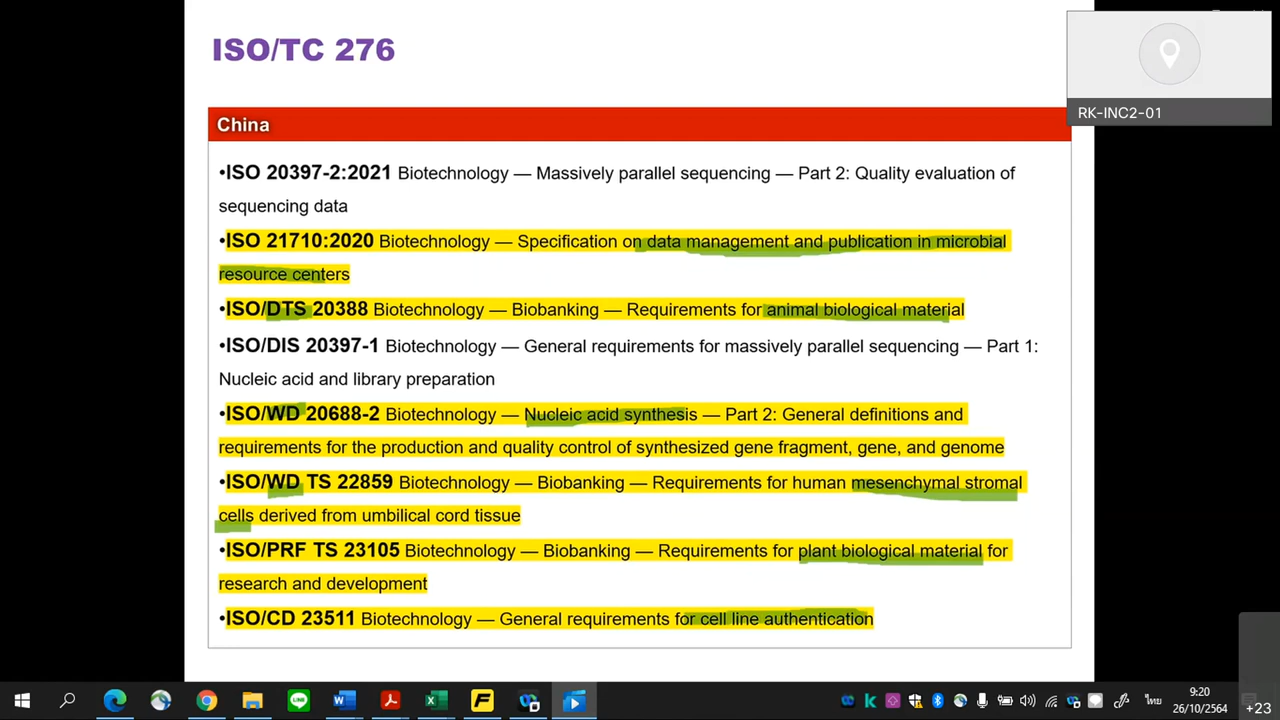 ISO/TC 276
RK-INC2-01
China
•ISO 20397-2:2021 Biotechnology — Massively parallel sequencing — Part 2: Quality evaluation of
sequencing data
•ISO 21710:2020 Biotechnology — Specification on data management and publication in microbial
resource centers
•ISO/DTS 20388 Biotechnology — Biobanking — Requirements for animal biological material
•ISO/DIS 20397-1 Biotechnology — General requirements for massively parallel sequencing — Part 1:
Nucleic acid and library preparation
•ISO/WD 20688-2 Biotechnology — Nucleic acid synthesis — Part 2: General definitions and
requirements for the production and quality control of synthesized gene fragment, gene, and genome
•ISO/WD TS 22859 Biotechnology — Biobanking — Requirements for human mesenchymal stromal
cells derived from umbilical cord tissue
•ISO/PRF TS 23105 Biotechnology — Biobanking — Requirements for plant biological material for
research and development
•ISO/CD 23511 Biotechnology — General requirements for cell line authentication
ไทย
9:20
26/10/2564
+23